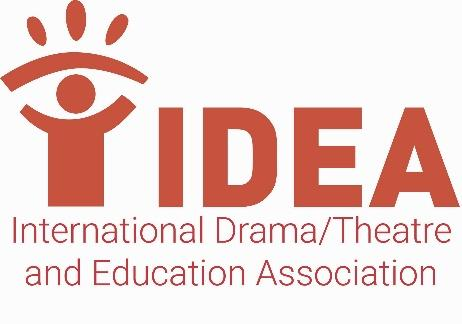 IDEA
International Drama/Theatre
and Education Association